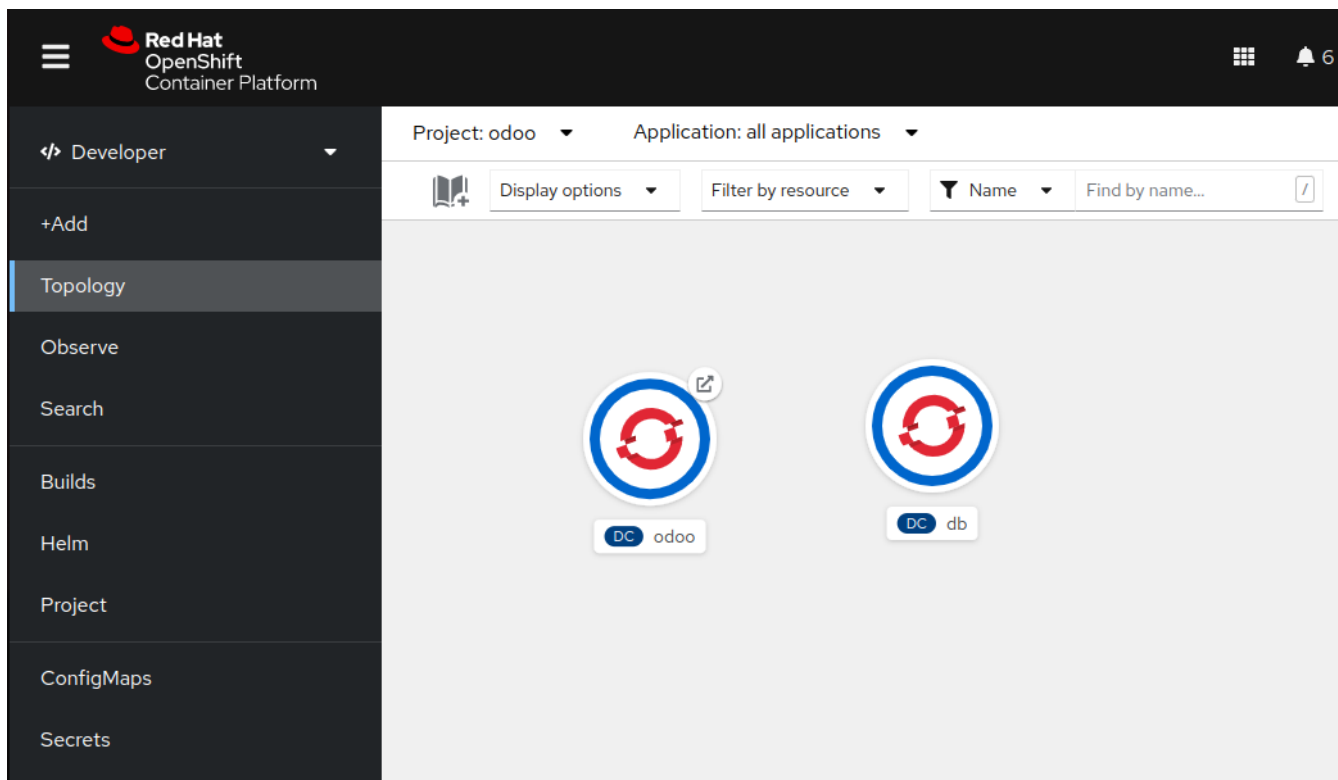 Red Hat
OpenShift
Container Platform
6
</> Developer
Project: odoo
Application: all applications
Display options
Filter by resource
Name
Find by name...
/
+Add
Topology
Observe
Search
Builds
Helm
Project
ConfigMaps
Secrets
DC odoo
DC db